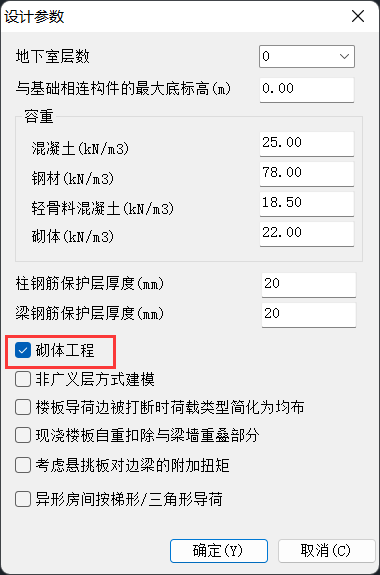 设计参数
地下室层数 0
与基础相连构件的最大底标高(m) 0.00
容重
混凝土(kN/m3) 25.00
钢材(kN/m3) 78.00
轻骨料混凝土(kN/m3) 18.50
砌体(kN/m3) 22.00
柱钢筋保护层厚度(mm) 20
梁钢筋保护层厚度(mm) 20
砌体工程
非广义层方式建模
楼板导荷边被打断时荷载类型简化为均布
现浇楼板自重扣除与梁墙重叠部分
考虑悬挑板对边梁的附加扭矩
异形房间按梯形/三角形导荷
确定(Y) 取消(C)